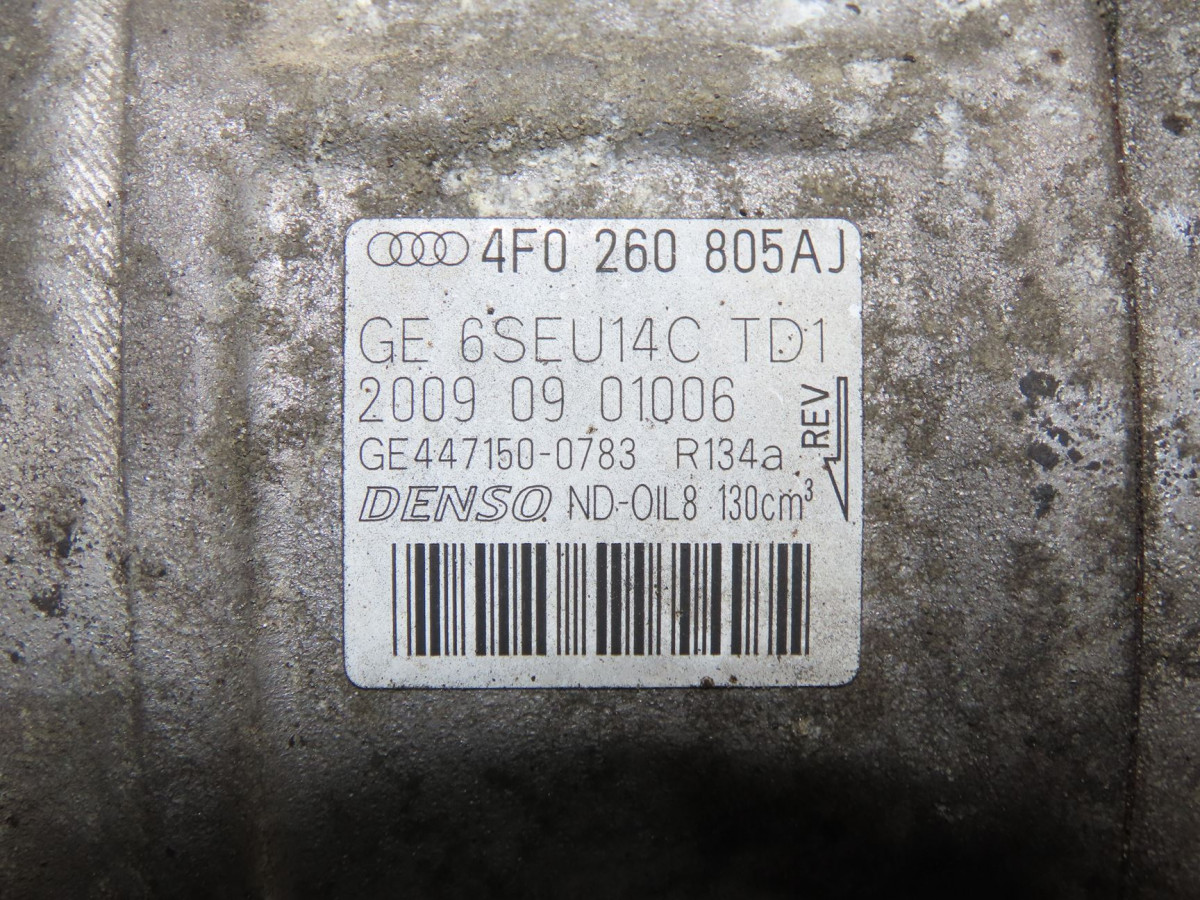 4F0 260 805AJ
GE 6SEU14C TD1
2009 09 01006
GE447150-0783 R134a
REV
DENSO ND-OIL8 130cm³